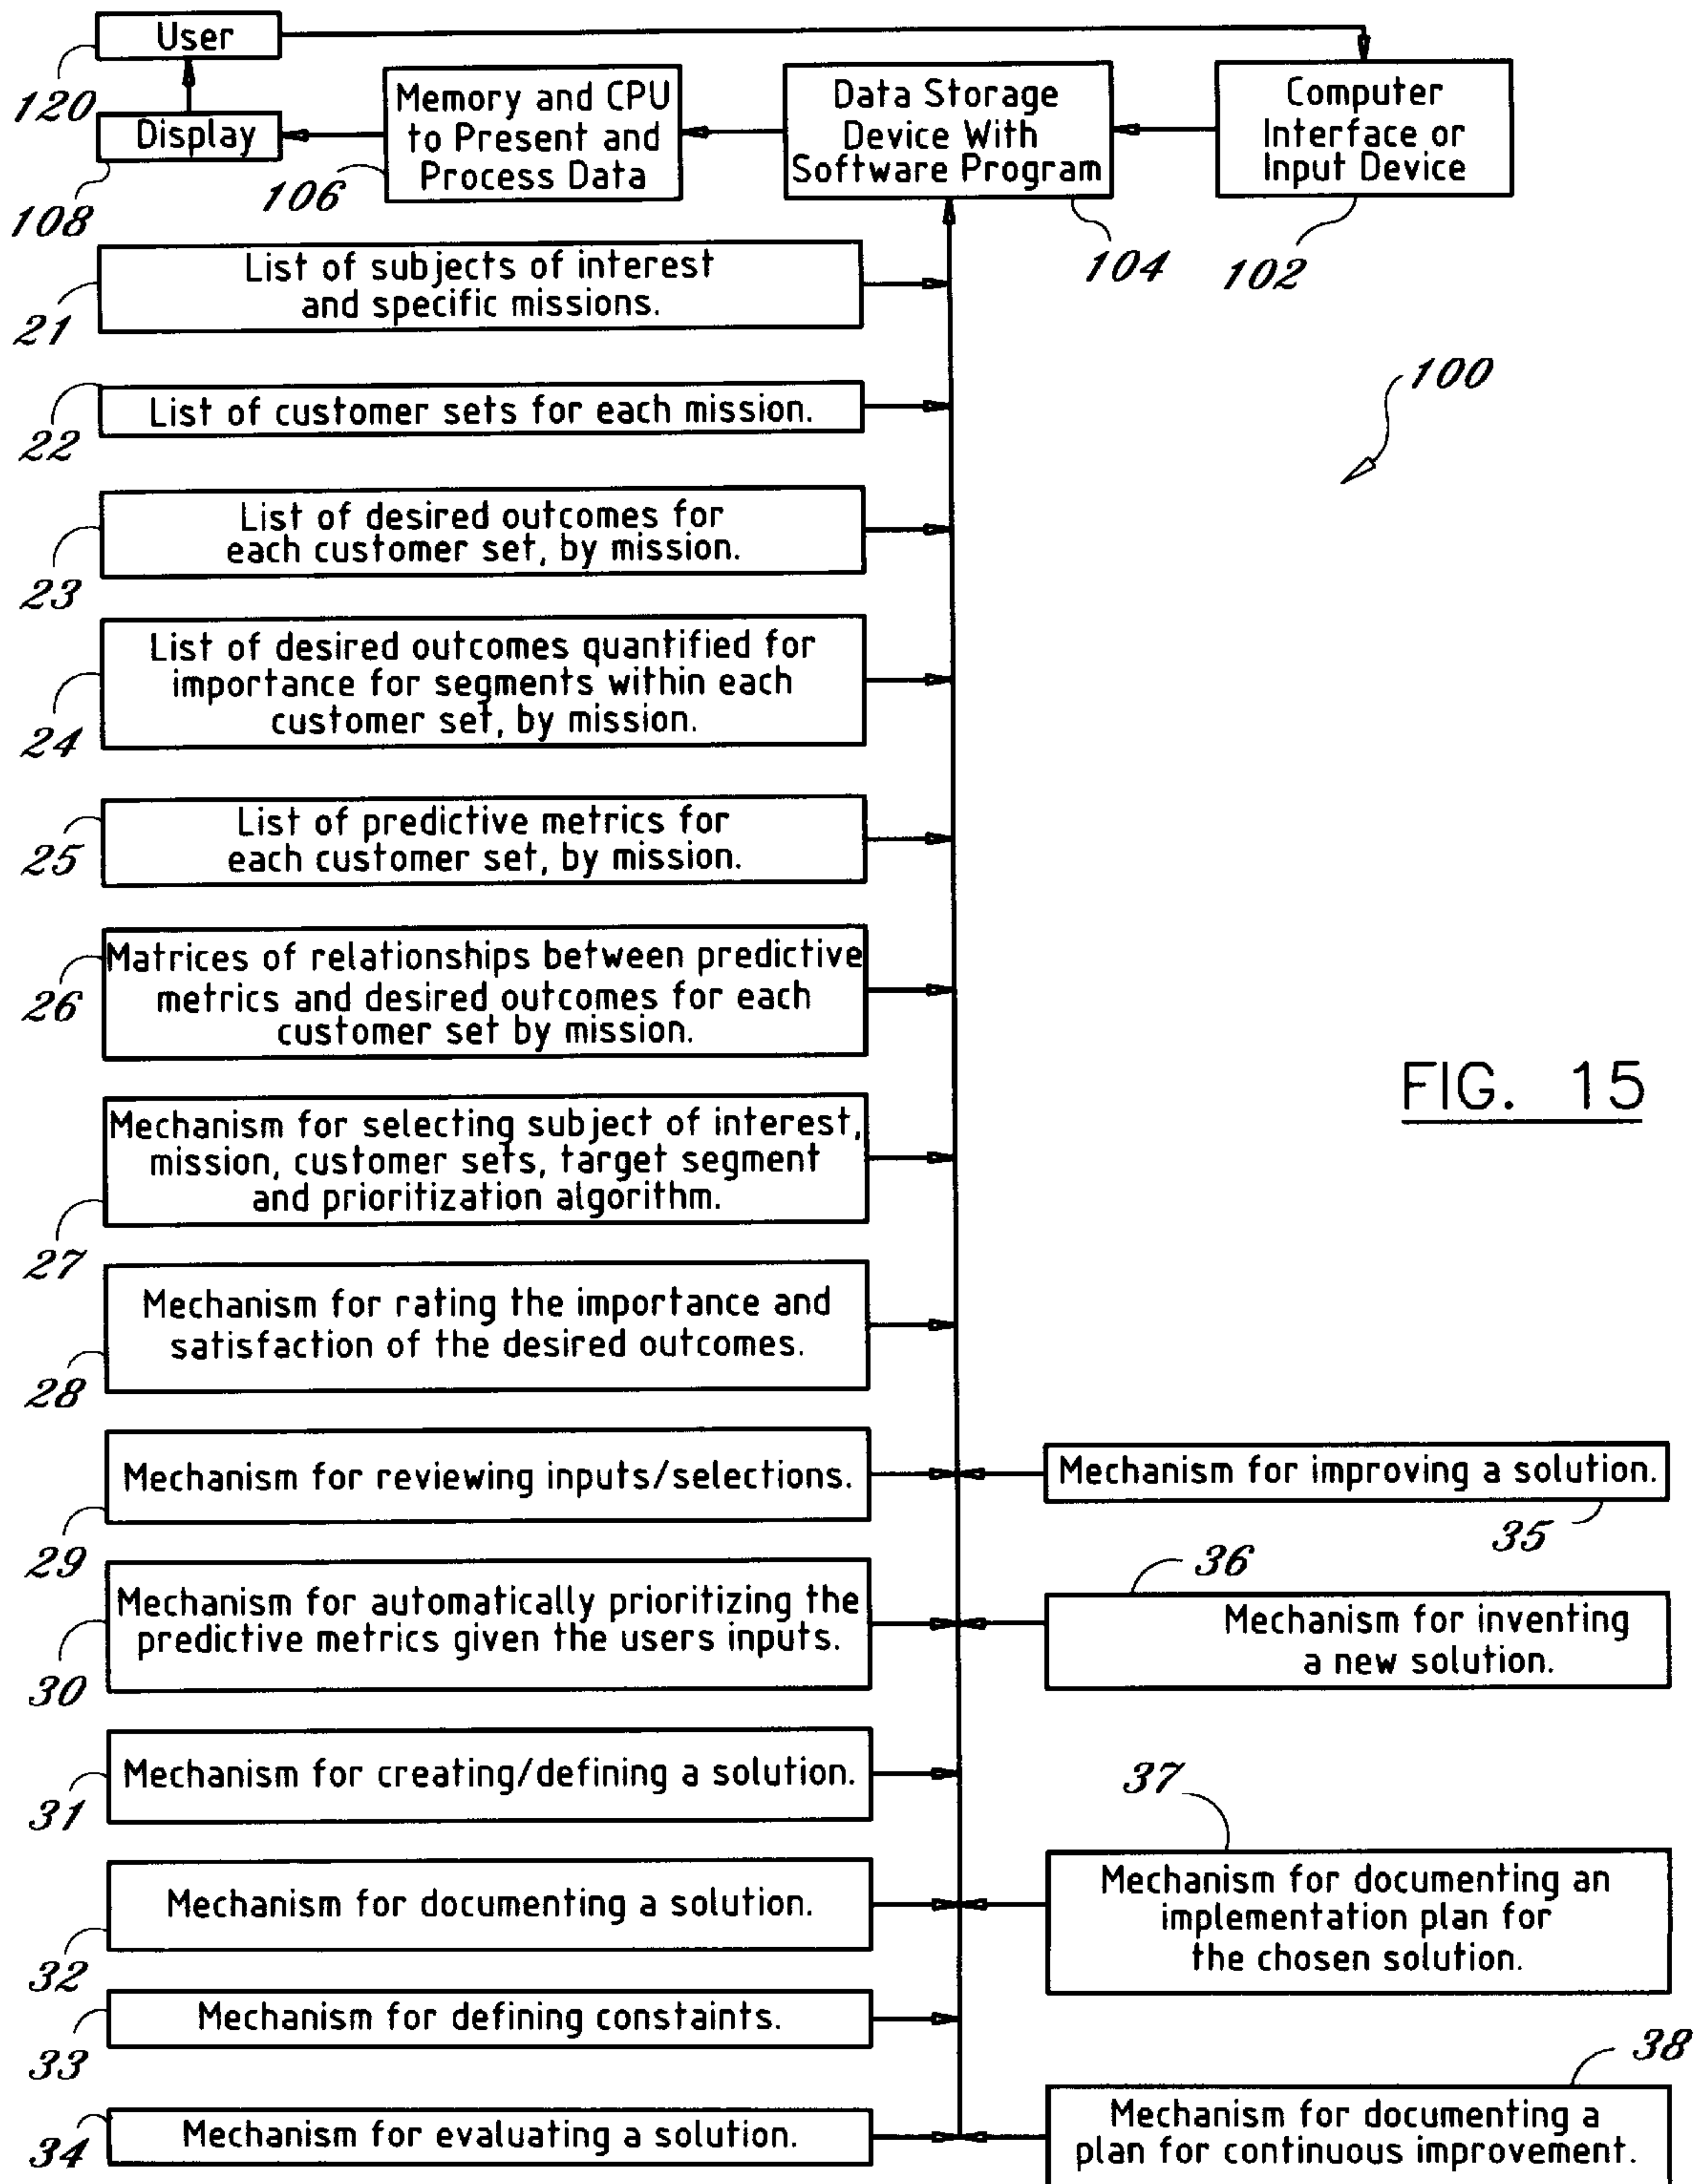 User
120
Display
108
Memory and CPU
to Present and
Process Data
106
Data Storage
Device With
Software Program
104
Computer
Interface or
Input Device
102
100
List of subjects of interest
and specific missions.
21
List of customer sets for each mission.
22
List of desired outcomes for
each customer set, by mission.
23
List of desired outcomes quantified for
importance for segments within each
customer set, by mission.
24
List of predictive metrics for
each customer set, by mission.
25
Matrices of relationships between predictive
metrics and desired outcomes for each
customer set by mission.
26
FIG. 15
Mechanism for selecting subject of interest,
mission, customer sets, target segment
and prioritization algorithm.
27
Mechanism for rating the importance and
satisfaction of the desired outcomes.
28
Mechanism for reviewing inputs/selections.
29
Mechanism for improving a solution.
35
Mechanism for automatically prioritizing the
predictive metrics given the users inputs.
30
36
Mechanism for inventing
a new solution.
Mechanism for creating/defining a solution.
31
Mechanism for documenting a solution.
32
37
Mechanism for documenting an
implementation plan for
the chosen solution.
Mechanism for defining constaints.
33
Mechanism for evaluating a solution.
34
38
Mechanism for documenting a
plan for continuous improvement.